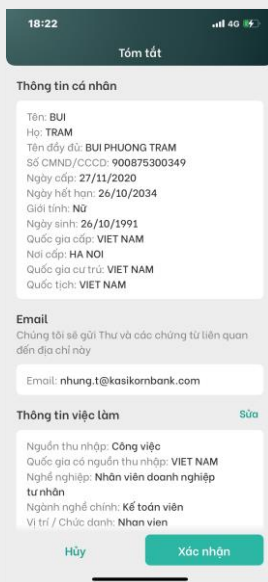 18:22
4G
Tóm tắt
Thông tin cá nhân
Tên: BUI
Họ: TRAM
Tên đầy đủ: BUI PHUONG TRAM
Số CMND/CCCD: 900875300349
Ngày cấp: 27/11/2020
Ngày hết hạn: 26/10/2034
Giới tính: Nữ
Ngày sinh: 26/10/1991
Quốc gia cấp: VIET NAM
Nơi cấp: HA NOI
Quốc gia cư trú: VIET NAM
Quốc tịch: VIET NAM
Email
Chúng tôi sẽ gửi Thư và các chứng từ liên quan
đến địa chỉ này
Email: nhung.t@kasikornbank.com
Thông tin việc làm Sửa
Nguồn thu nhập: Công việc
Quốc gia có nguồn thu nhập: VIET NAM
Nghề nghiệp: Nhân viên doanh nghiệp
tư nhân
Ngành nghề chính: Kế toán viên
Vị trí / Chức danh: Nhan vien
Hủy Xác nhận